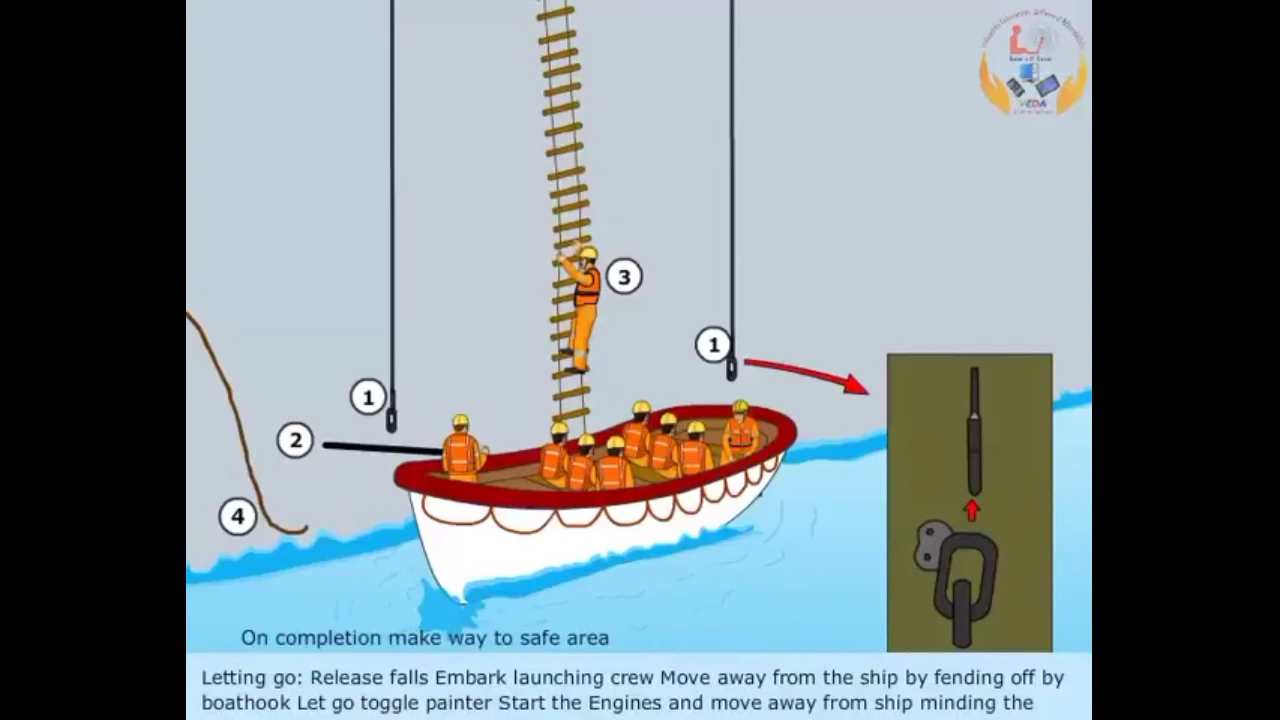 VEDA
3
1
1
2
4
On completion make way to safe area
Letting go: Release falls Embark launching crew Move away from the ship by fending off by
boathook Let go toggle painter Start the Engines and move away from ship minding the